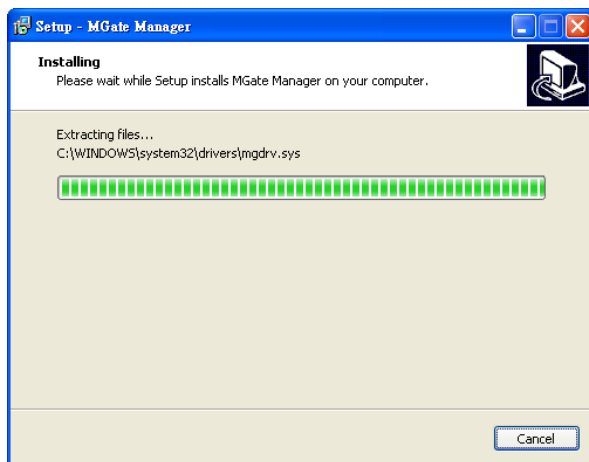 Setup - MGate Manager
Installing
Please wait while Setup installs MGate Manager on your computer.
Extracting files...
C:\WINDOWS\system32\drivers\mgdrv.sys
Cancel